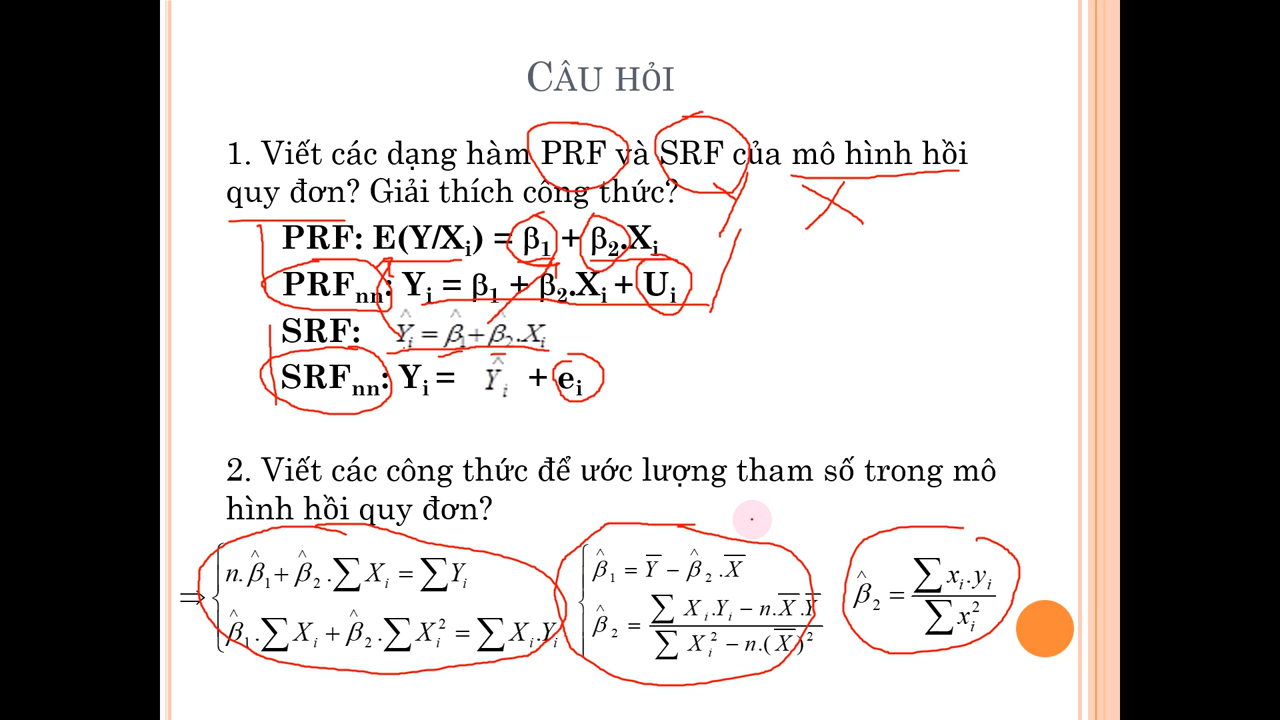 CÂU HỎI
1. Viết các dạng hàm PRF và SRF của mô hình hồi
quy đơn? Giải thích công thức?
PRF: E(Y/Xᵢ) = β₁ + β₂.Xᵢ
PRFₙₙ: Yᵢ = β₁ + β₂.Xᵢ + Uᵢ
SRF: Ŷᵢ = β̂₁ + β̂₂.Xᵢ
SRFₙₙ: Yᵢ = Ŷᵢ + eᵢ
2. Viết các công thức để ước lượng tham số trong mô
hình hồi quy đơn?
⇒ { n.β̂₁ + β̂₂.∑Xᵢ = ∑Yᵢ
β̂₁.∑Xᵢ + β̂₂.∑Xᵢ² = ∑Xᵢ.Yᵢ
{ β̂₁ = Y̅ − β̂₂.X̅
β̂₂ = (∑Xᵢ.Yᵢ − n.X̅.Y̅) / (∑Xᵢ² − n.(X̅)²)
β̂₂ = ∑xᵢ.yᵢ / ∑xᵢ²